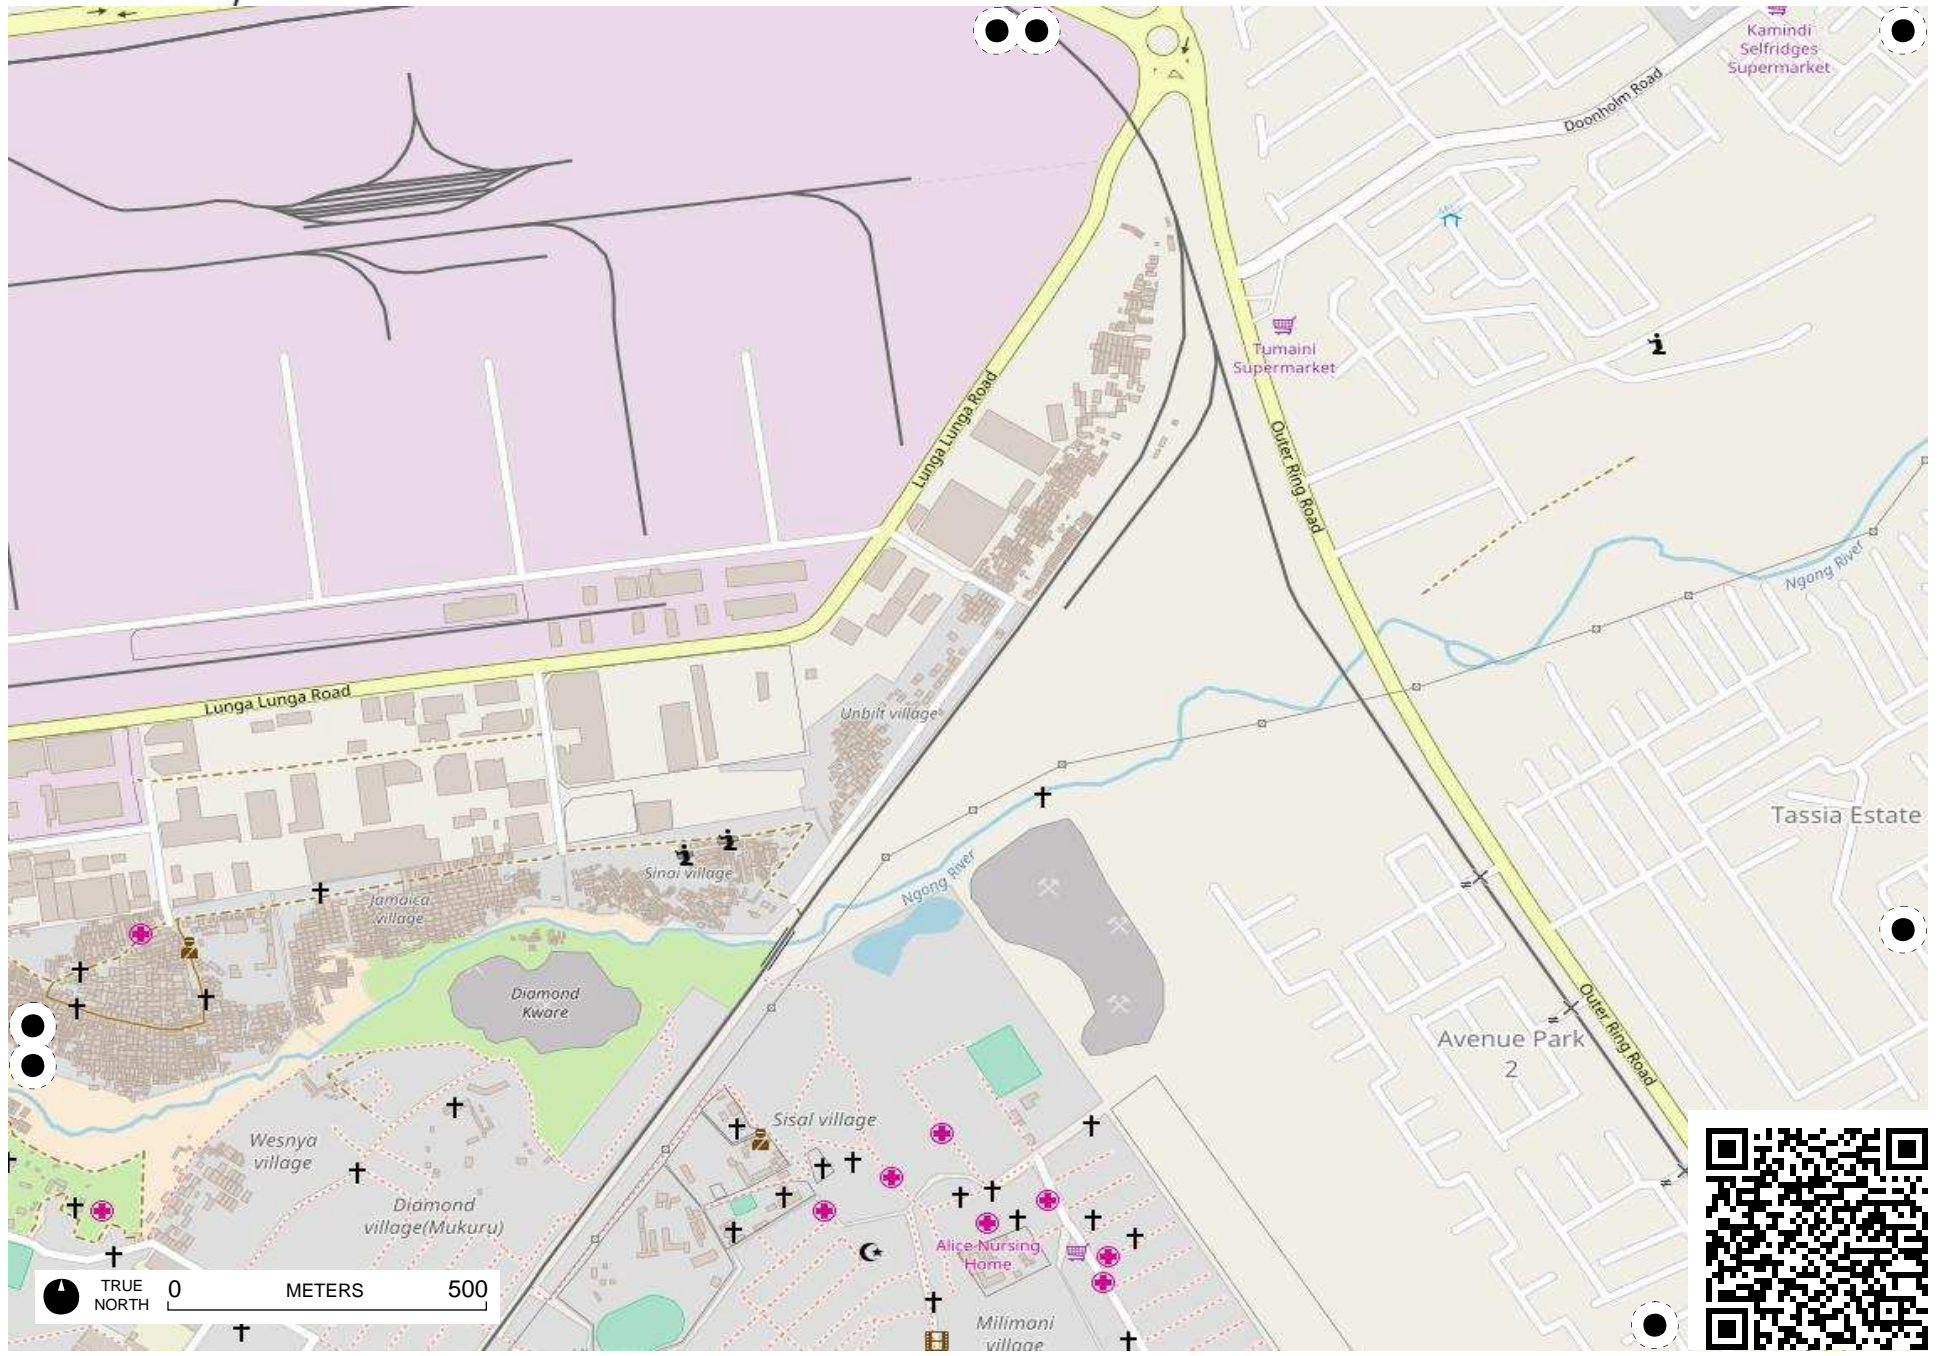 Kamindi
Selfridges
Supermarket
Doonholm Road
Tumaini
Supermarket
Lunga Lunga Road
Outer Ring Road
Ngong River
Lunga Lunga Road
Unbilt village
Tassia Estate
Sinai village
Ngong River
Jamaica
village
Diamond
Kware
Outer Ring Road
Avenue Park
2
Sisal village
Wesnya
village
Diamond
village(Mukuru)
Alice Nursing
Home
TRUE
NORTH
0 METERS 500
Milimani
village